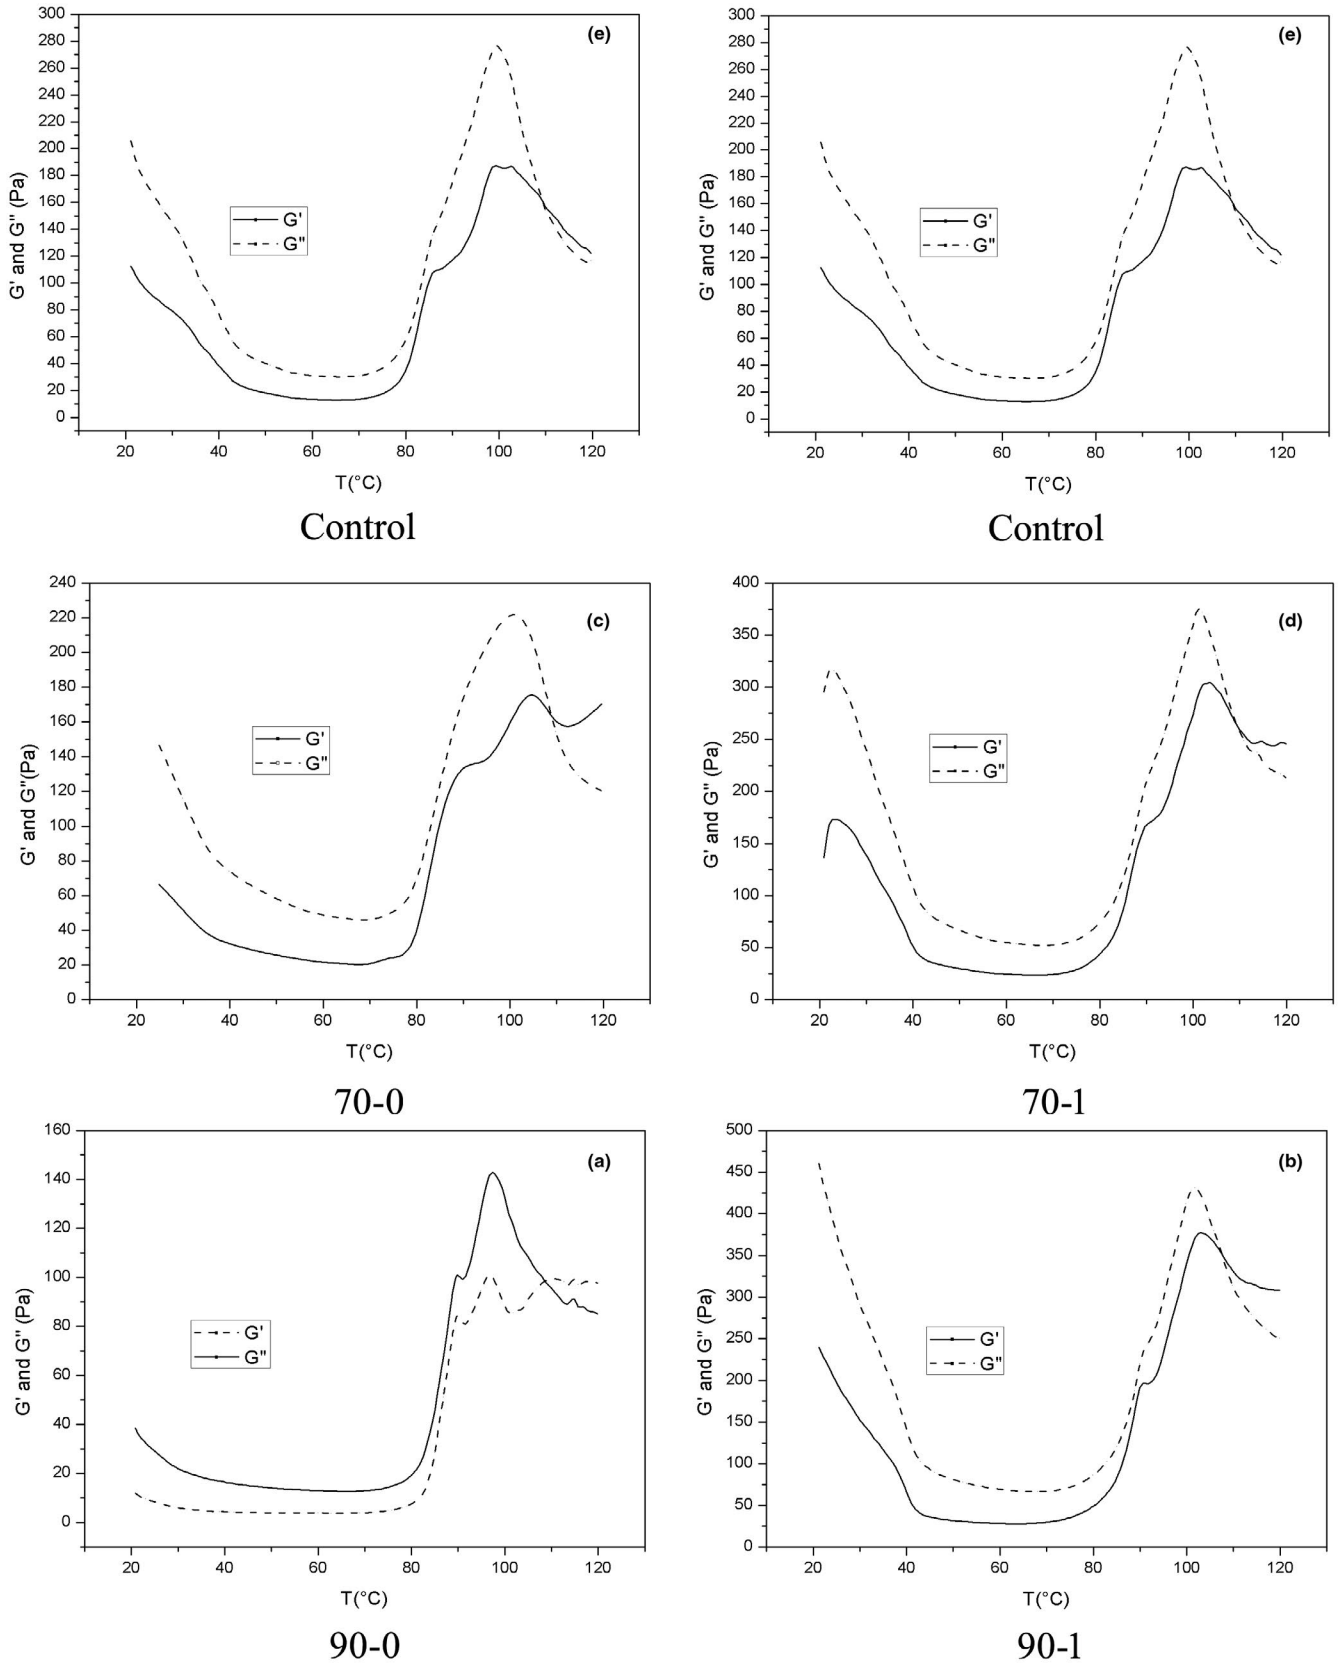 300
280
260
240
220
200
180
160
140
120
100
80
60
40
20
0
G' and G" (Pa)
(e)
G'
G"
20 40 60 80 100 120
T(°C)
Control
300
280
260
240
220
200
180
160
140
120
100
80
60
40
20
0
G' and G" (Pa)
(e)
G'
G"
20 40 60 80 100 120
T(°C)
Control
240
220
200
180
160
140
120
100
80
60
40
20
0
G' and G"(Pa)
(c)
G'
G"
20 40 60 80 100 120
T(°C)
70-0
400
350
300
250
200
150
100
50
0
G' and G" (Pa)
(d)
G'
G"
20 40 60 80 100 120
T(°C)
70-1
160
140
120
100
80
60
40
20
0
G' and G" (Pa)
(a)
G'
G"
20 40 60 80 100 120
T(°C)
90-0
500
450
400
350
300
250
200
150
100
50
0
G' and G" (Pa)
(b)
G'
G"
20 40 60 80 100 120
T(°C)
90-1